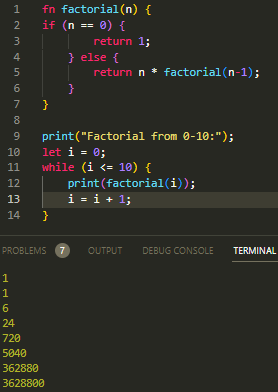 1 fn factorial(n) {
2 if (n == 0) {
3 return 1;
4 } else {
5 return n * factorial(n-1);
6 }
7 }
8
9 print("Factorial from 0-10:");
10 let i = 0;
11 while (i <= 10) {
12 print(factorial(i));
13 i = i + 1;
14 }
PROBLEMS 7 OUTPUT DEBUG CONSOLE TERMINAL
1
1
6
24
720
5040
362880
3628800